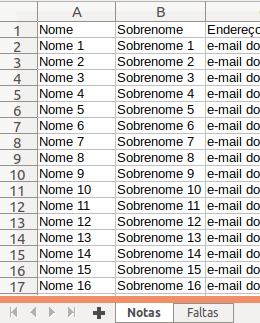 A B
1 Nome Sobrenome Endereço
2 Nome 1 Sobrenome 1 e-mail do
3 Nome 2 Sobrenome 2 e-mail do
4 Nome 3 Sobrenome 3 e-mail do
5 Nome 4 Sobrenome 4 e-mail do
6 Nome 5 Sobrenome 5 e-mail do
7 Nome 6 Sobrenome 6 e-mail do
8 Nome 7 Sobrenome 7 e-mail do
9 Nome 8 Sobrenome 8 e-mail do
10 Nome 9 Sobrenome 9 e-mail do
11 Nome 10 Sobrenome 10 e-mail do
12 Nome 11 Sobrenome 11 e-mail do
13 Nome 12 Sobrenome 12 e-mail do
14 Nome 13 Sobrenome 13 e-mail do
15 Nome 14 Sobrenome 14 e-mail do
16 Nome 15 Sobrenome 15 e-mail do
17 Nome 16 Sobrenome 16 e-mail do
Notas Faltas